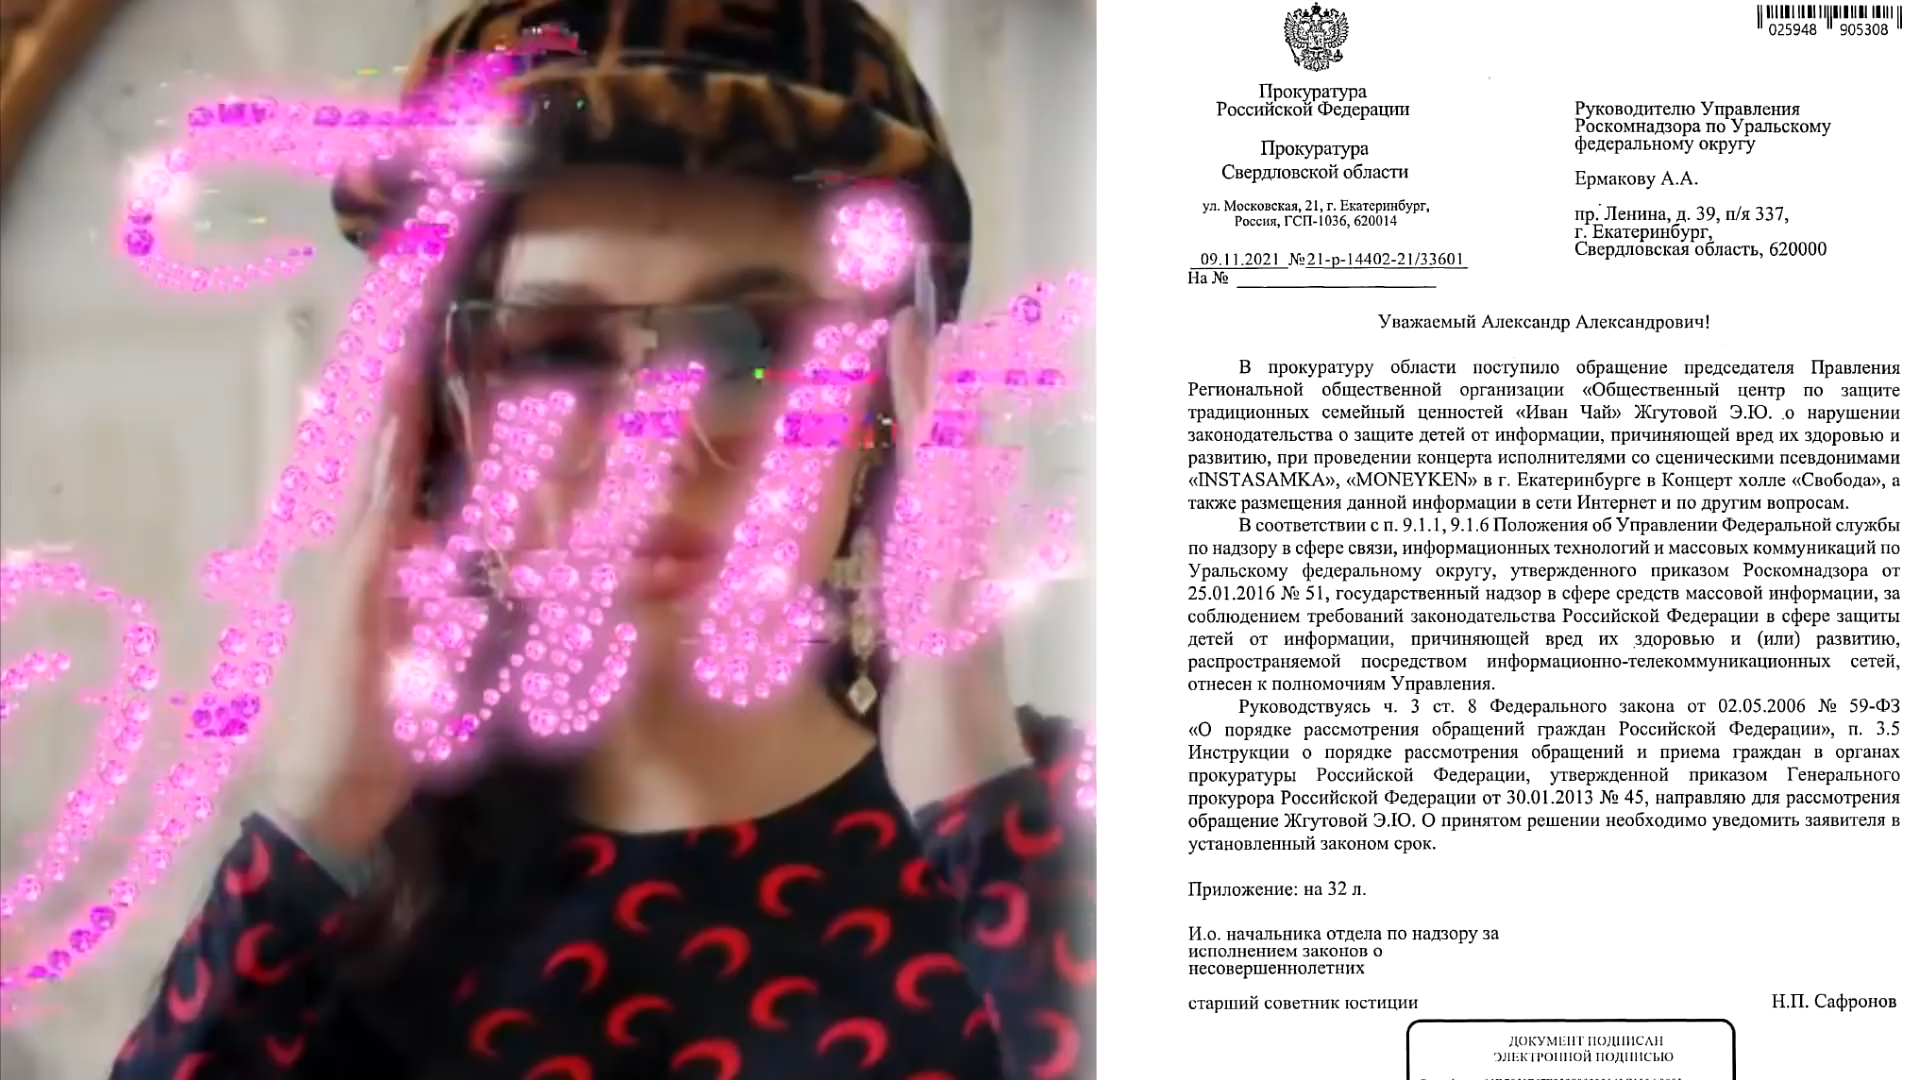 025948 905308
Прокуратура
Российской Федерации
Прокуратура
Свердловской области
ул. Московская, 21, г. Екатеринбург,
Россия, ГСП-1036, 620014
09.11.2021 №21-р-14402-21/33601
На №
Руководителю Управления
Роскомнадзора по Уральскому
федеральному округу
Ермакову А.А.
пр. Ленина, д. 39, п/я 337,
г. Екатеринбург,
Свердловская область, 620000
Уважаемый Александр Александрович!
В прокуратуру области поступило обращение председателя Правления
Региональной общественной организации «Общественный центр по защите
традиционных семейный ценностей «Иван Чай» Жгутовой Э.Ю. о нарушении
законодательства о защите детей от информации, причиняющей вред их здоровью и
развитию, при проведении концерта исполнителями со сценическими псевдонимами
«INSTASAMKA», «MONEYKEN» в г. Екатеринбурге в Концерт холле «Свобода», а
также размещения данной информации в сети Интернет и по другим вопросам.
В соответствии с п. 9.1.1, 9.1.6 Положения об Управлении Федеральной службы
по надзору в сфере связи, информационных технологий и массовых коммуникаций по
Уральскому федеральному округу, утвержденного приказом Роскомнадзора от
25.01.2016 № 51, государственный надзор в сфере средств массовой информации, за
соблюдением требований законодательства Российской Федерации в сфере защиты
детей от информации, причиняющей вред их здоровью и (или) развитию,
распространяемой посредством информационно-телекоммуникационных сетей,
отнесен к полномочиям Управления.
Руководствуясь ч. 3 ст. 8 Федерального закона от 02.05.2006 № 59-ФЗ
«О порядке рассмотрения обращений граждан Российской Федерации», п. 3.5
Инструкции о порядке рассмотрения обращений и приема граждан в органах
прокуратуры Российской Федерации, утвержденной приказом Генерального
прокурора Российской Федерации от 30.01.2013 № 45, направляю для рассмотрения
обращение Жгутовой Э.Ю. О принятом решении необходимо уведомить заявителя в
установленный законом срок.
Приложение: на 32 л.
И.о. начальника отдела по надзору за
исполнением законов о
несовершеннолетних
старший советник юстиции Н.П. Сафронов
ДОКУМЕНТ ПОДПИСАН
ЭЛЕКТРОННОЙ ПОДПИСЬЮ